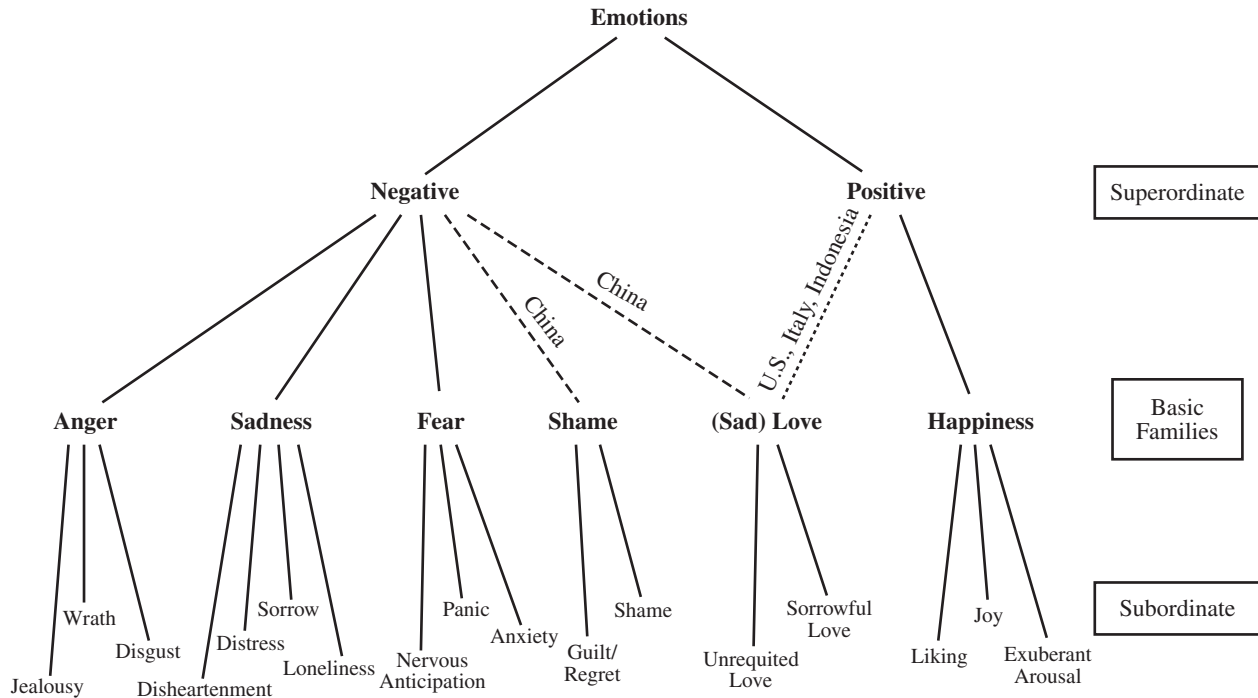 Emotions
Negative
Positive
Superordinate
China
China
U.S., Italy, Indonesia
Anger
Sadness
Fear
Shame
(Sad) Love
Happiness
Basic
Families
Jealousy
Wrath
Disgust
Disheartenment
Distress
Sorrow
Loneliness
Nervous
Anticipation
Panic
Anxiety
Guilt/
Regret
Shame
Unrequited
Love
Sorrowful
Love
Liking
Joy
Exuberant
Arousal
Subordinate